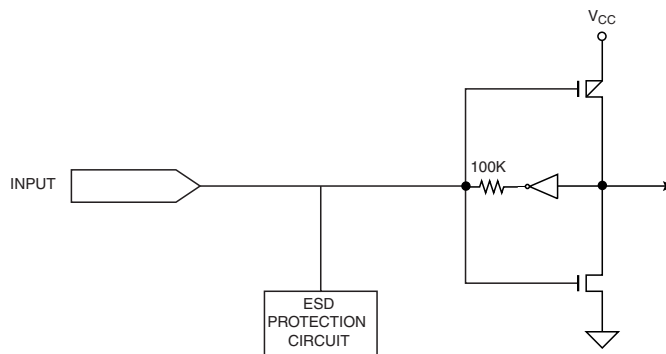 VCC
100K
INPUT
ESD
PROTECTION
CIRCUIT